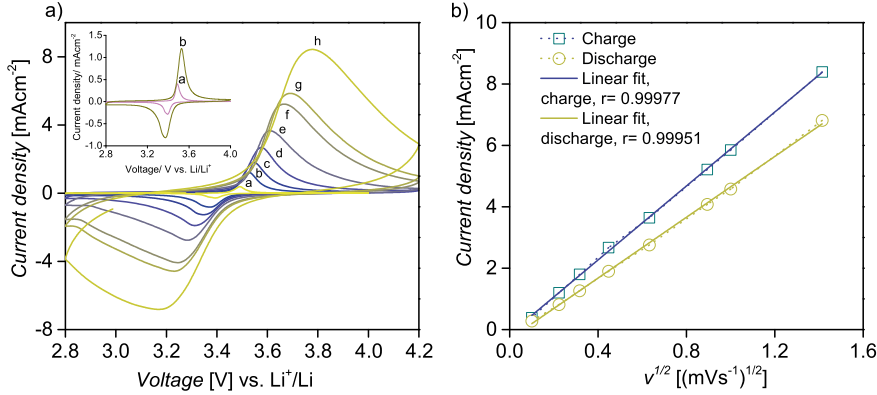 a)
Current density [mAcm-2]
8
4
0
-4
-8
2.8
3.0
3.2
3.4
3.6
3.8
4.0
4.2
Voltage [V] vs. Li+/Li
a
b
c
d
e
f
g
h
Current density/ mAcm-2
1.5
1.0
0.5
0.0
-0.5
-1.0
2.8
3.2
3.6
4.0
Voltage/ V vs. Li/Li+
b
a
b)
Current density [mAcm-2]
10
8
6
4
2
0
0.0
0.4
0.8
1.2
1.6
v1/2 [(mVs-1)1/2]
Charge
Discharge
Linear fit,
charge, r= 0.99977
Linear fit,
discharge, r= 0.99951